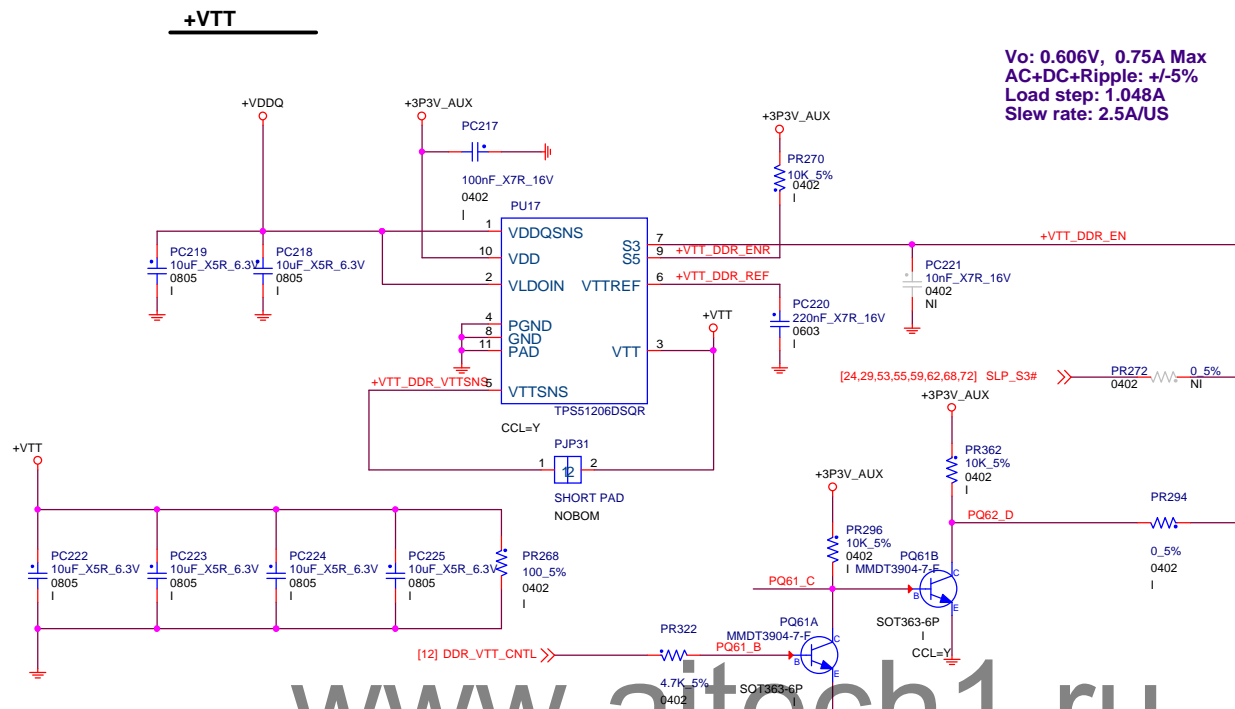 +VTT
Vo: 0.606V, 0.75A Max
AC+DC+Ripple: +/-5%
Load step: 1.048A
Slew rate: 2.5A/US
+VDDQ
+3P3V_AUX
PC217
100nF_X7R_16V
0402
I
+3P3V_AUX
PR270
10K_5%
0402
I
PU17
1 VDDQSNS
10 VDD
2 VLDOIN
4 PGND
8 GND
11 PAD
5 VTTSNS
S3 7
S5 9
VTTREF 6
VTT 3
TPS51206DSQR
CCL=Y
PC219
10uF_X5R_6.3V
0805
I
PC218
10uF_X5R_6.3V
0805
I
+VTT_DDR_EN
+VTT_DDR_ENR
+VTT_DDR_REF
PC221
10nF_X7R_16V
0402
NI
PC220
220nF_X7R_16V
0603
I
+VTT
+VTT_DDR_VTTSNS
[24,29,53,55,59,62,68,72] SLP_S3#
PR272
0402
0_5%
NI
PJP31
1 12 2
SHORT PAD
NOBOM
+3P3V_AUX
PR362
10K_5%
0402
I
+VTT
PC222
10uF_X5R_6.3V
0805
I
PC223
10uF_X5R_6.3V
0805
I
PC224
10uF_X5R_6.3V
0805
I
PC225
10uF_X5R_6.3V
0805
I
PR268
100_5%
0402
I
+3P3V_AUX
PR296
10K_5%
0402
I
PQ62_D
PR294
0_5%
0402
I
PQ61_C
PQ61B
MMDT3904-7-F
B
C
E
SOT363-6P
I
CCL=Y
[12] DDR_VTT_CNTL
PR322
4.7K_5%
0402
PQ61_B
PQ61A
MMDT3904-7-F
B
C
E
SOT363-6P
I
www.aitech1.ru